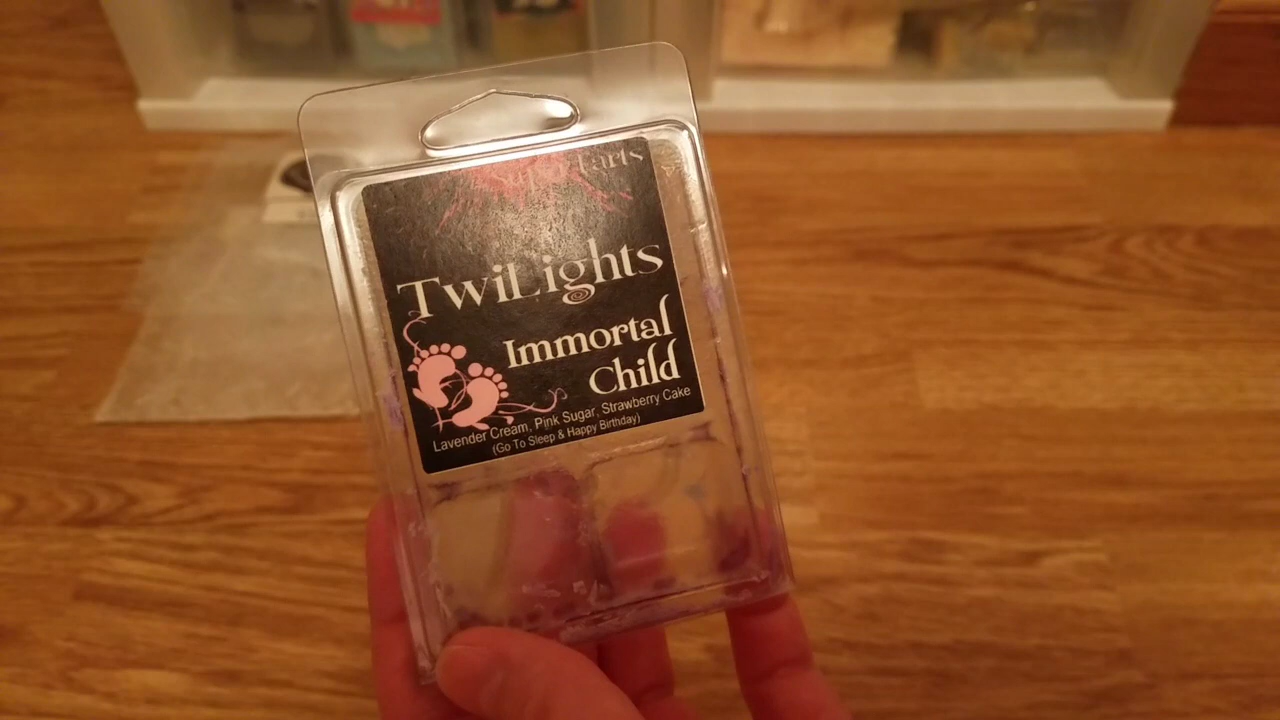 TwiLights
Immortal
Child
Lavender Cream, Pink Sugar, Strawberry Cake
(Go To Sleep & Happy Birthday)